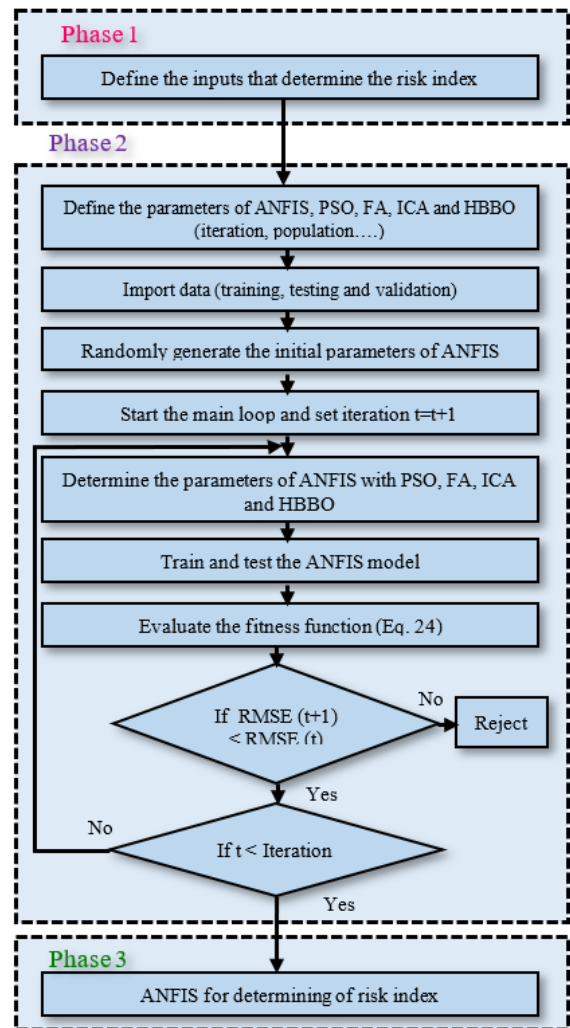 Phase 1
Define the inputs that determine the risk index
Phase 2
Define the parameters of ANFIS, PSO, FA, ICA and HBBO
(iteration, population….)
Import data (training, testing and validation)
Randomly generate the initial parameters of ANFIS
Start the main loop and set iteration t=t+1
Determine the parameters of ANFIS with PSO, FA, ICA
and HBBO
Train and test the ANFIS model
Evaluate the fitness function (Eq. 24)
If RMSE (t+1)
< RMSE (t)
No
Reject
Yes
No
If t < Iteration
Yes
Phase 3
ANFIS for determining of risk index